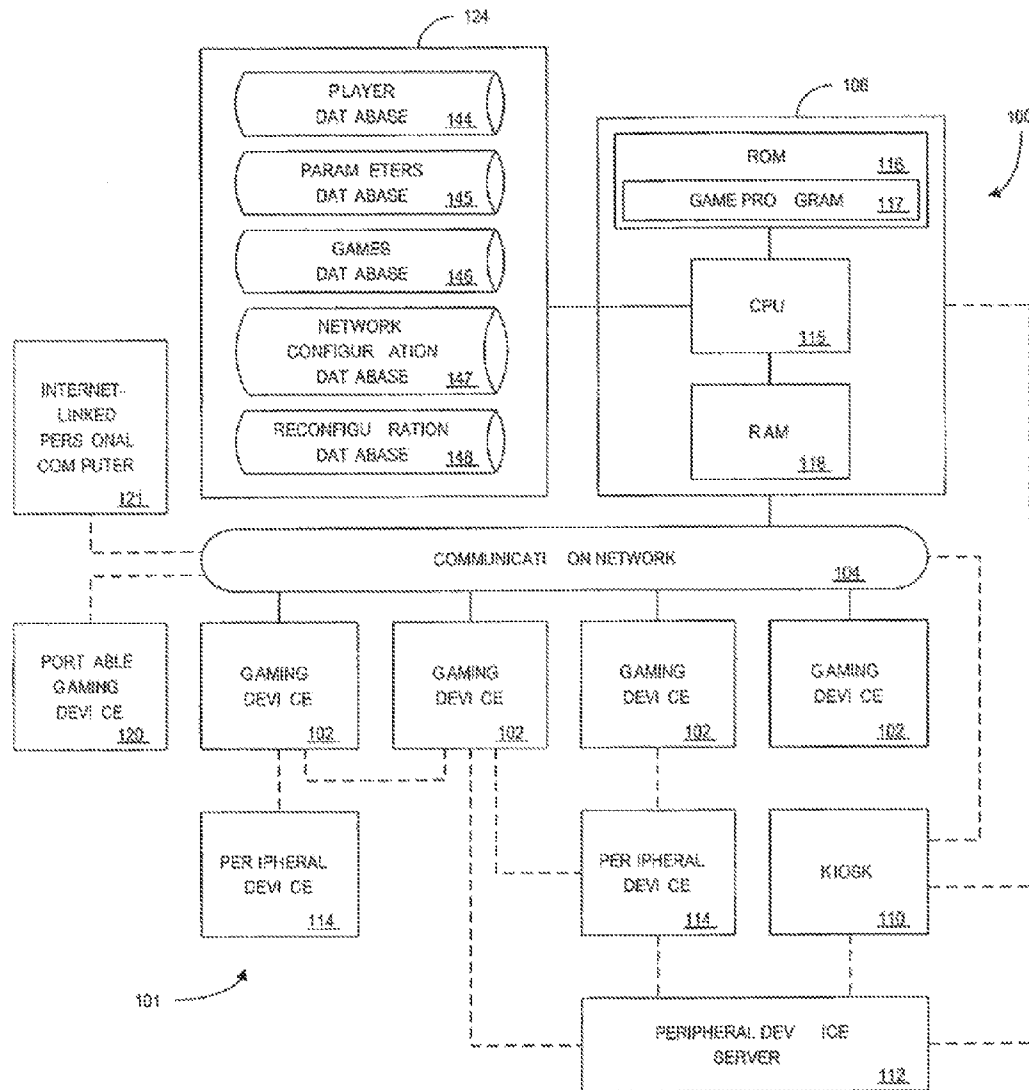 124
PLAYER
DAT ABASE 144
PARAM ETERS
DAT ABASE 145
GAMES
DAT ABASE 146
NETWORK
CONFIGUR ATION
DAT ABASE 147
RECONFIGU RATION
DAT ABASE 148
106
100
ROM
116
GAME PRO GRAM 117
CPU
115
RAM
118
INTERNET-
LINKED
PERS ONAL
COM PUTER
121
COMMUNICATI ON NETWORK
104
PORT ABLE
GAMING
DEVI CE
120
GAMING
DEVI CE
102
GAMING
DEVI CE
102
GAMING
DEVI CE
102
GAMING
DEVI CE
102
PER IPHERAL
DEVI CE
114
PER IPHERAL
DEVI CE
114
KIOSK
110
101
PERIPHERAL DEV ICE
SERVER
112